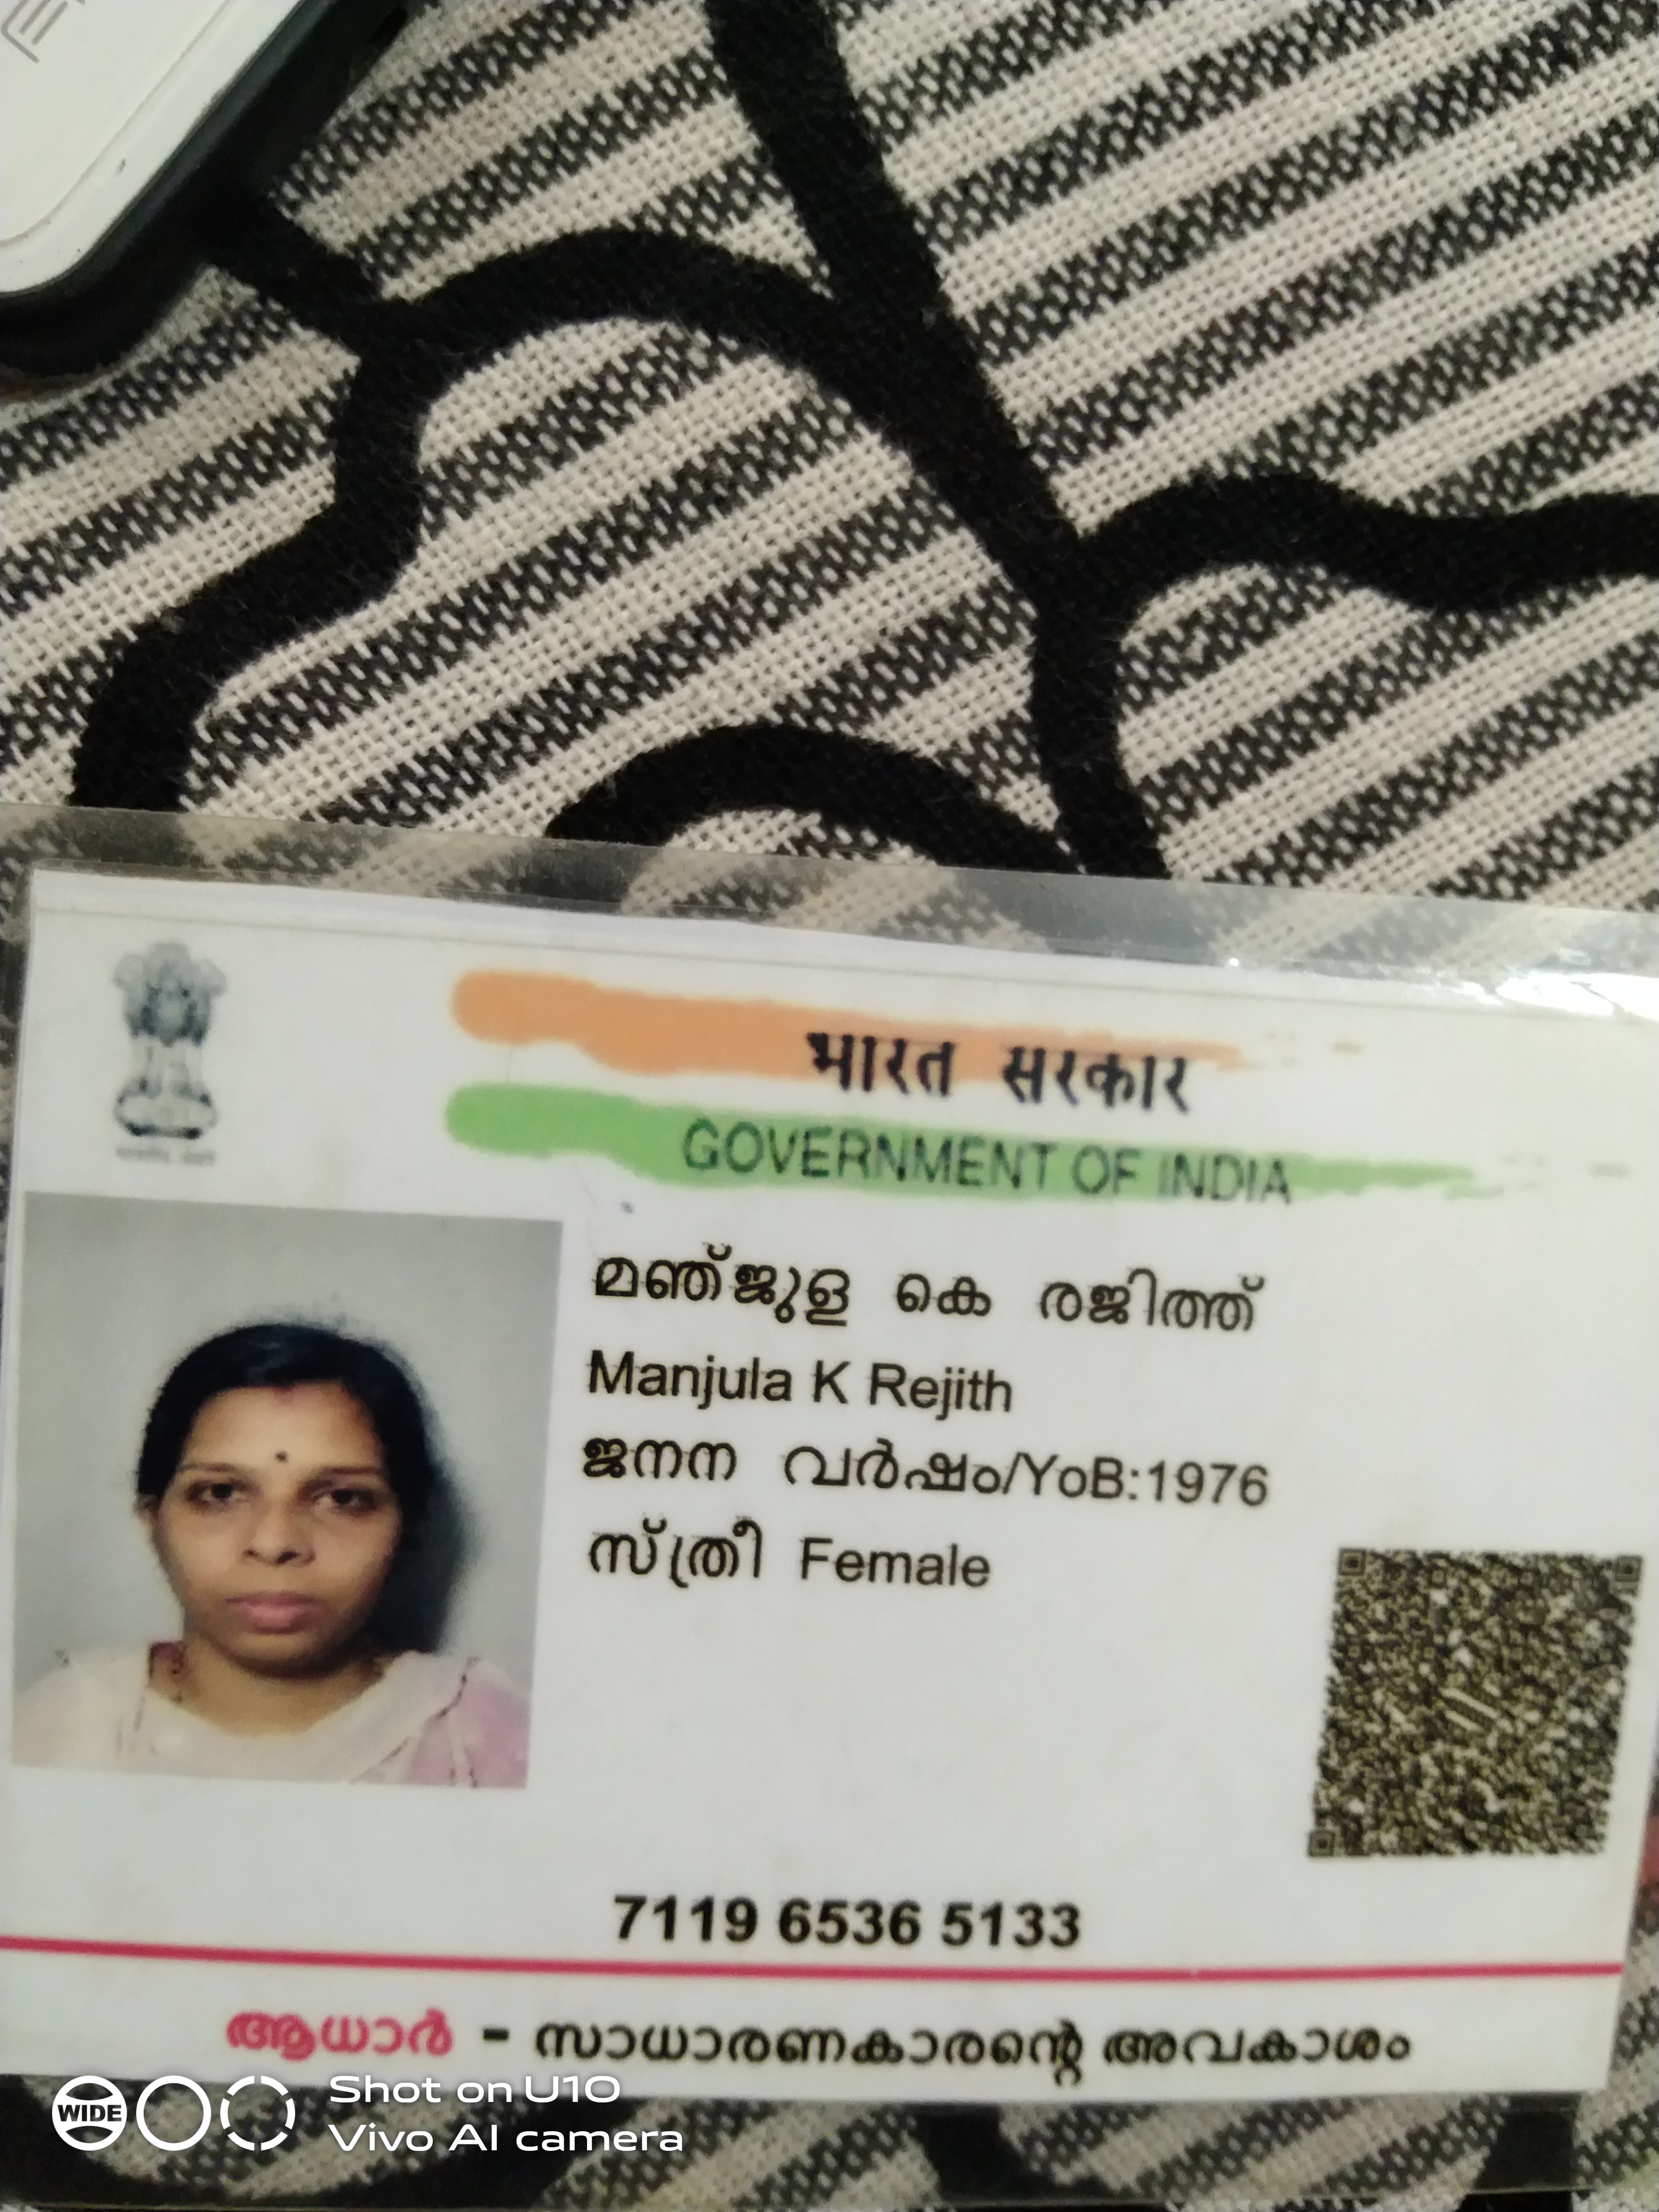 भारत सरकार
GOVERNMENT OF INDIA
മഞ്ജുള കെ രജിത്ത്
Manjula K Rejith
ജനന വർഷം/YoB:1976
സ്ത്രീ Female
7119 6536 5133
ആധാർ - സാധാരണകാരന്റെ അവകാശം
WIDE
Shot on U10
Vivo AI camera